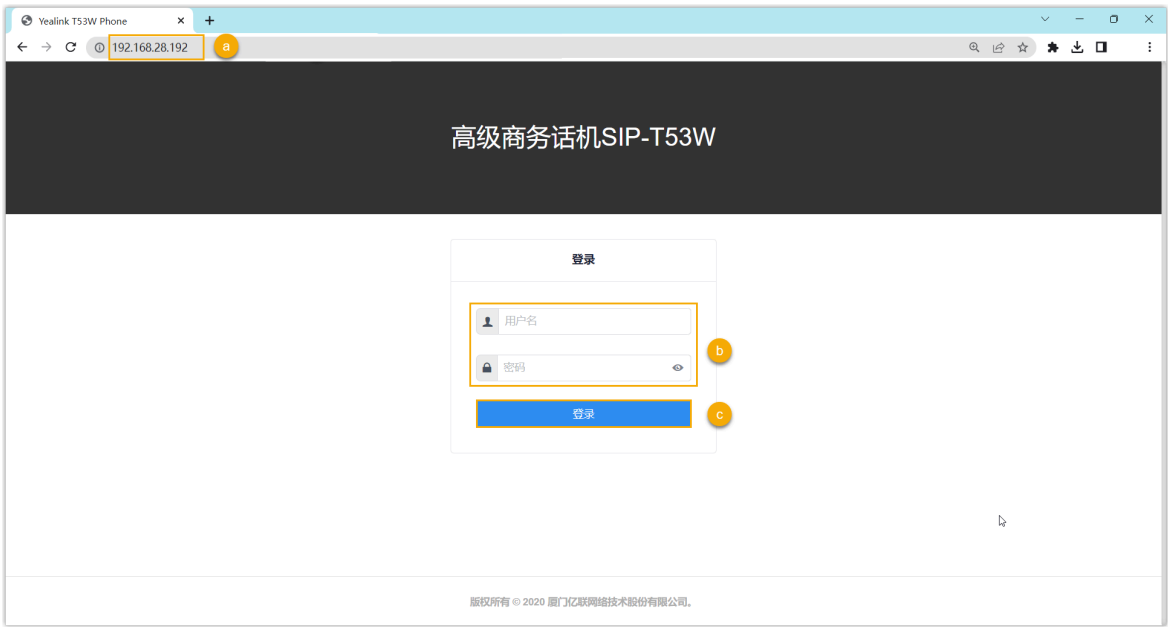 Yealink T53W Phone
192.168.28.192
a
高级商务话机SIP-T53W
登录
用户名
密码
b
登录
c
版权所有 © 2020 厦门亿联网络技术股份有限公司。